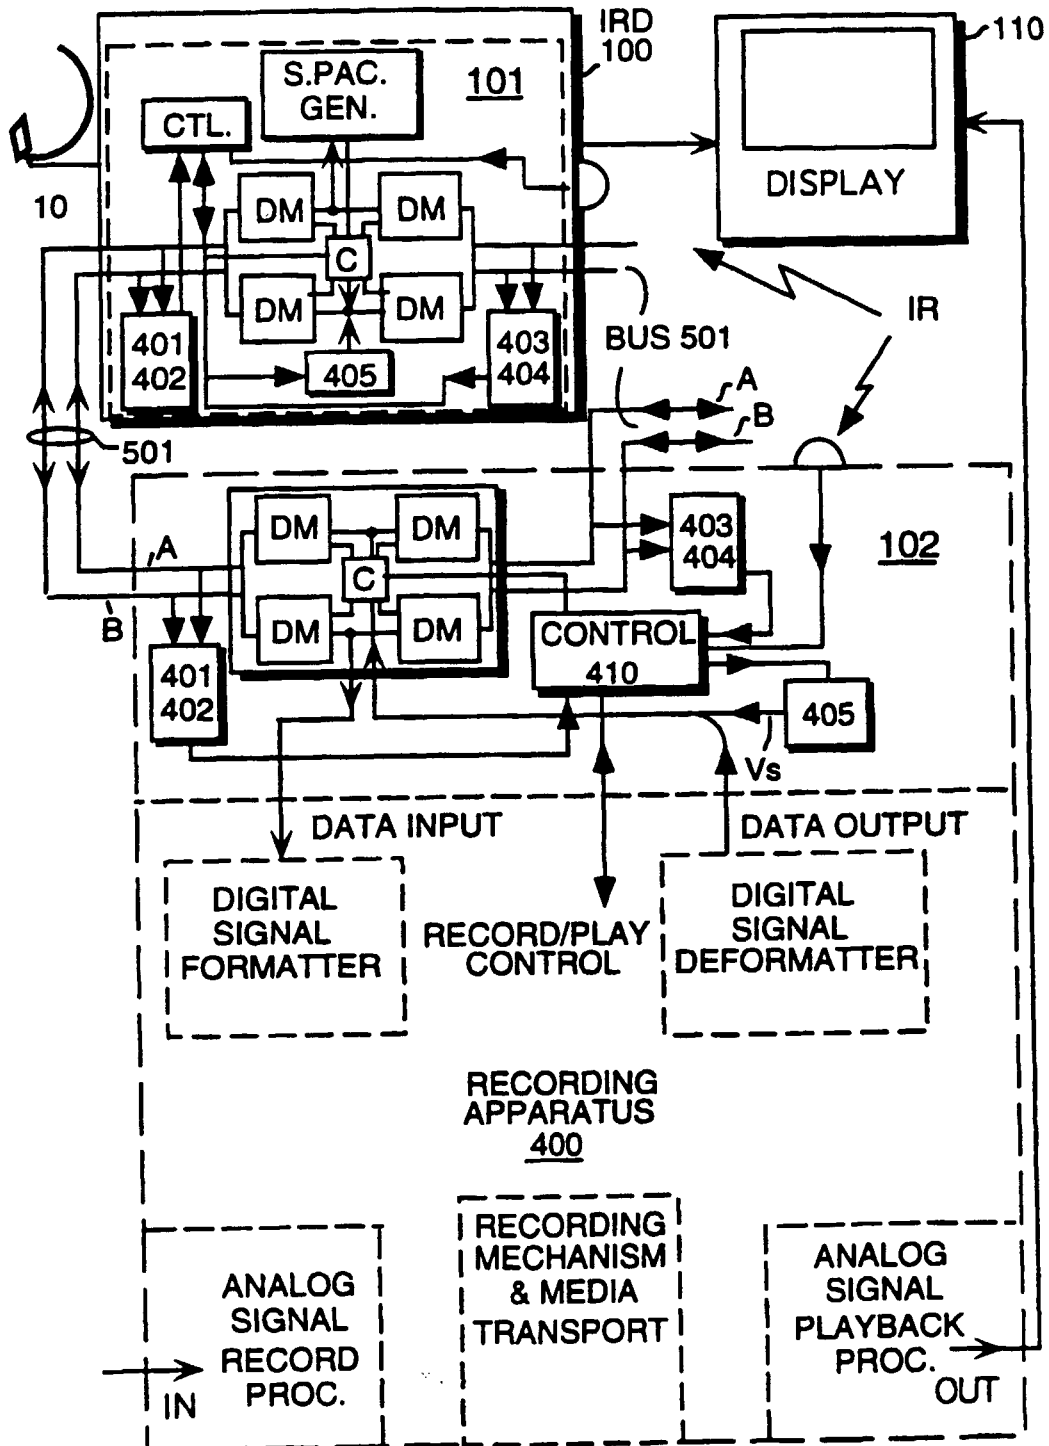 IRD
100
110
S.PAC.
GEN.
101
CTL.
DISPLAY
10
DM
DM
C
DM
DM
IR
401
402
405
403
404
BUS 501
A
B
501
DM
DM
403
404
102
A
C
B
DM
DM
CONTROL
410
401
402
405
Vs
DATA INPUT
DATA OUTPUT
DIGITAL
SIGNAL
FORMATTER
RECORD/PLAY
CONTROL
DIGITAL
SIGNAL
DEFORMATTER
RECORDING
APPARATUS
400
ANALOG
SIGNAL
RECORD
PROC.
IN
RECORDING
MECHANISM
& MEDIA
TRANSPORT
ANALOG
SIGNAL
PLAYBACK
PROC.
OUT